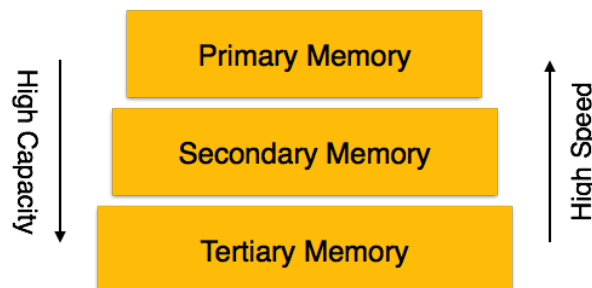 Primary Memory
Secondary Memory
Tertiary Memory
High Capacity
High Speed